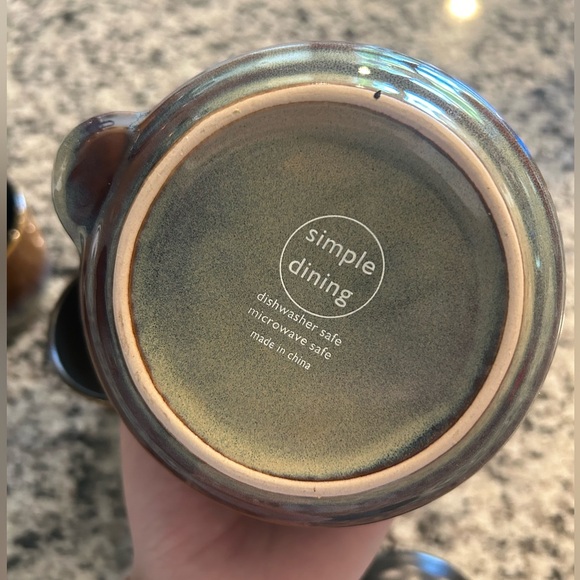 simple
dining
dishwasher safe
microwave safe
made in china